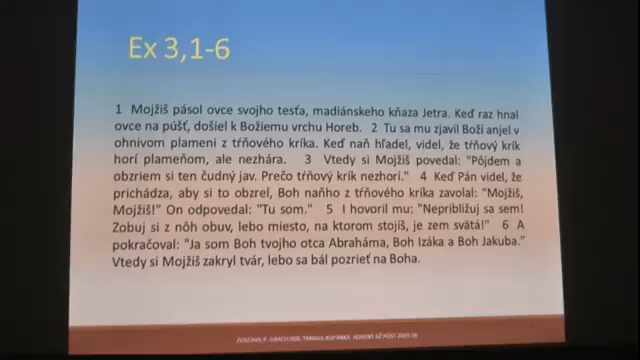 Ex 3,1-6
1 Mojžiš pásol ovce svojho tesťa, madiánskeho kňaza Jetra. Keď raz hnal
ovce na púšť, došiel k Božiemu vrchu Horeb. 2 Tu sa mu zjavil Boží anjel v
ohnivom plameni z tŕňového kríka. Keď naň hľadel, videl, že tŕňový krík
horí plameňom, ale nezhára. 3 Vtedy si Mojžiš povedal: "Pôjdem a
obzriem si ten čudný jav. Prečo tŕňový krík nezhorí." 4 Keď Pán videl, že
prichádza, aby si to obzrel, Boh naňho z tŕňového kríka zavolal: "Mojžiš,
Mojžiš!" On odpovedal: "Tu som." 5 I hovoril mu: "Nepribližuj sa sem!
Zobuj si z nôh obuv, lebo miesto, na ktorom stojíš, je zem svätá!" 6 A
pokračoval: "Ja som Boh tvojho otca Abraháma, Boh Izáka a Boh Jakuba."
Vtedy si Mojžiš zakryl tvár, lebo sa bál pozrieť na Boha.
ADVENT AŽ PÔST